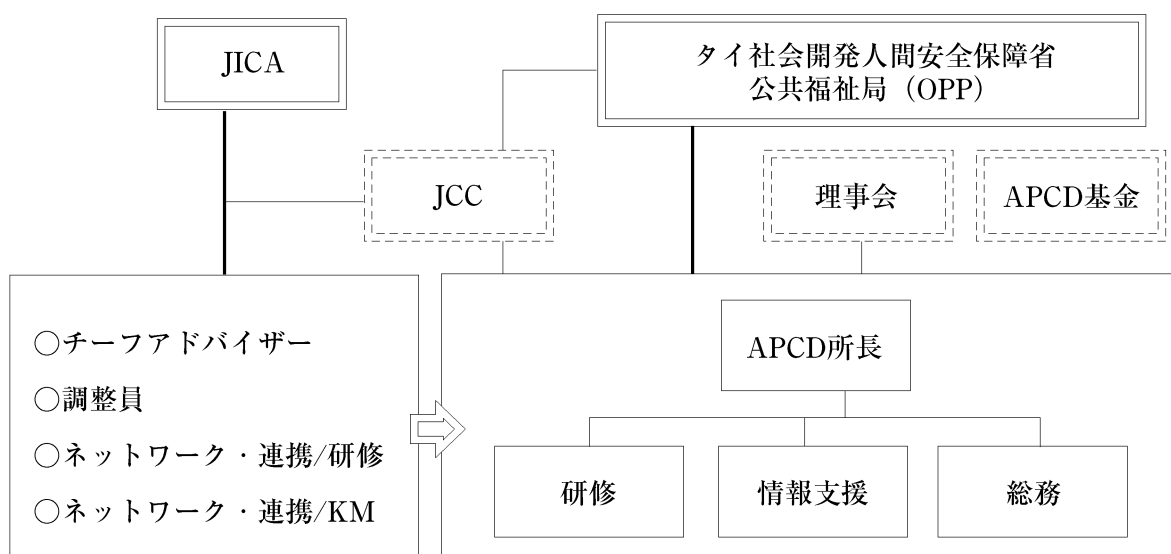 JICA
タイ社会開発人間安全保障省
公共福祉局（OPP）
JCC
理事会
APCD基金
○チーフアドバイザー
○調整員
○ネットワーク・連携/研修
○ネットワーク・連携/KM
APCD所長
研修
情報支援
総務